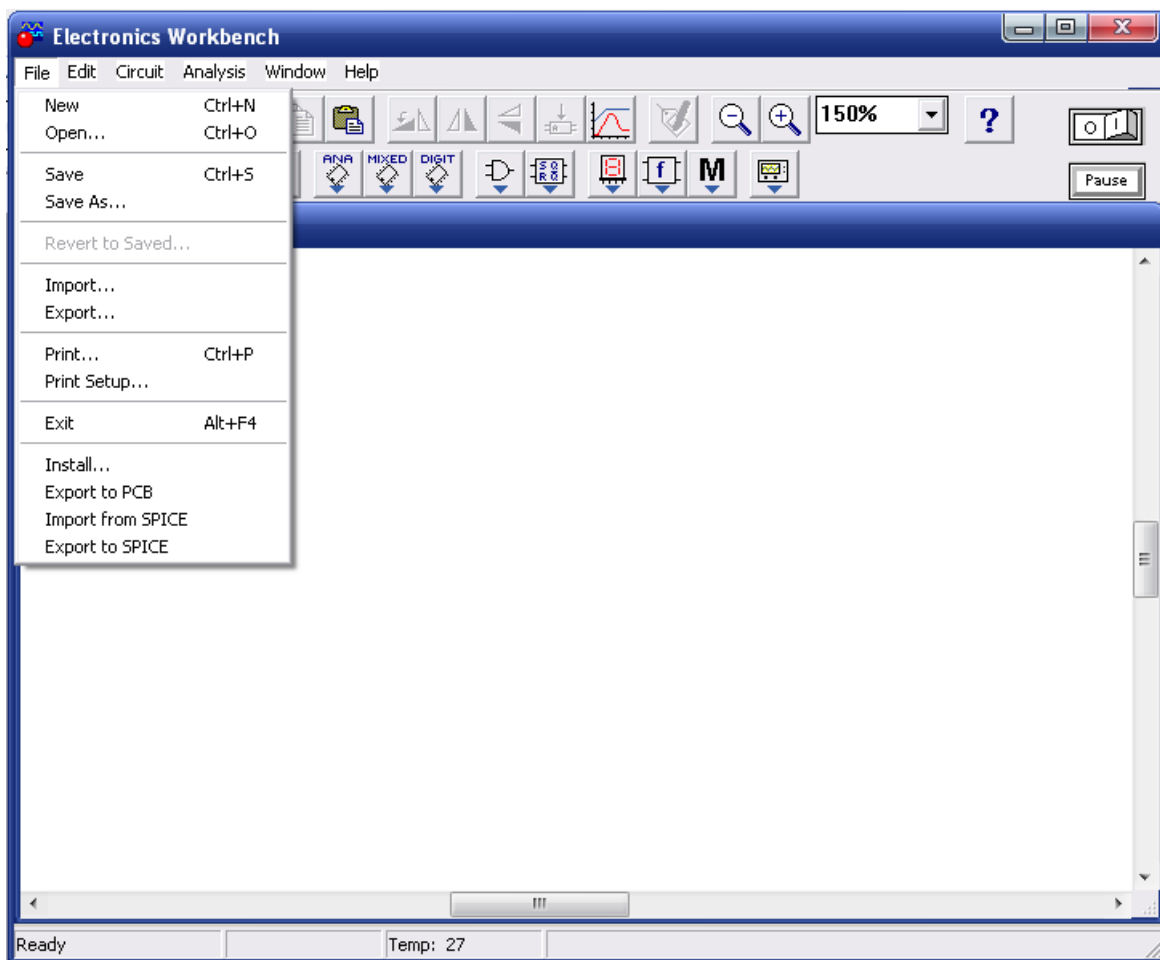 Electronics Workbench
File Edit Circuit Analysis Window Help
New Ctrl+N
Open... Ctrl+O
Save Ctrl+S
Save As...
Revert to Saved...
Import...
Export...
Print... Ctrl+P
Print Setup...
Exit Alt+F4
Install...
Export to PCB
Import from SPICE
Export to SPICE
150% ?
ANA MIXED DIGIT
f M
Pause
Ready Temp: 27